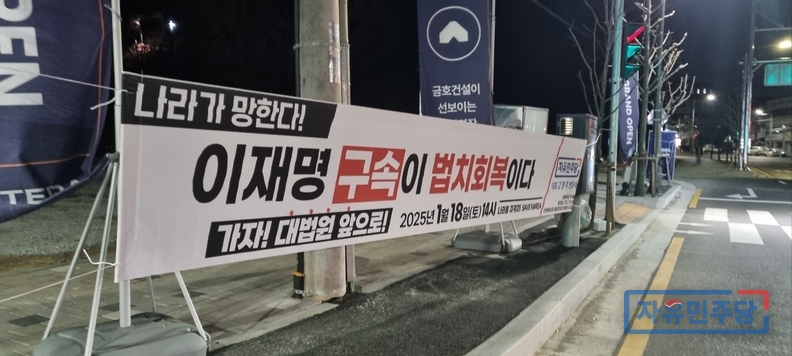 OPEN
금호건설이
선보이는
GRAND OPEN
나라가 망한다!
이재명 구속이 법치회복이다
자유민주당
가자! 대법원 앞으로!
2025년 1월 18일(토) 14시
자유민주당